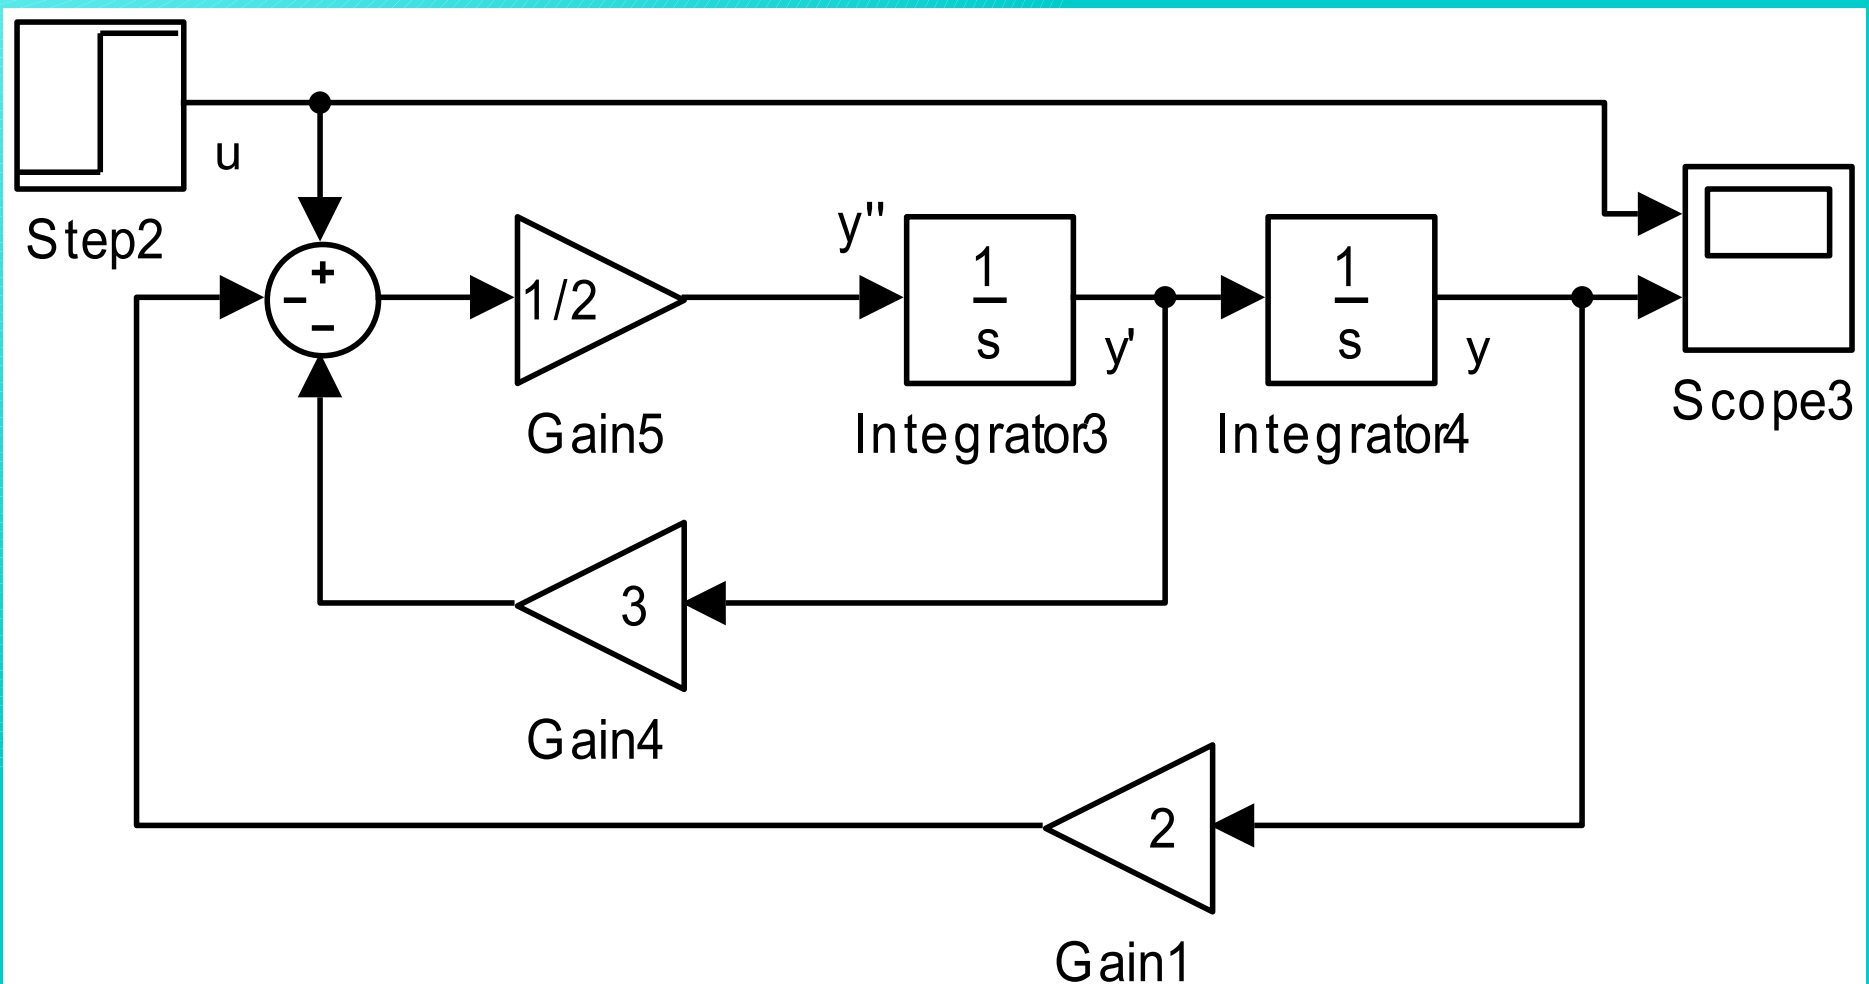 u
Step2
+
−
−
1/2
Gain5
y''
1
s
Integrator3
y'
1
s
Integrator4
y
Scope3
3
Gain4
2
Gain1